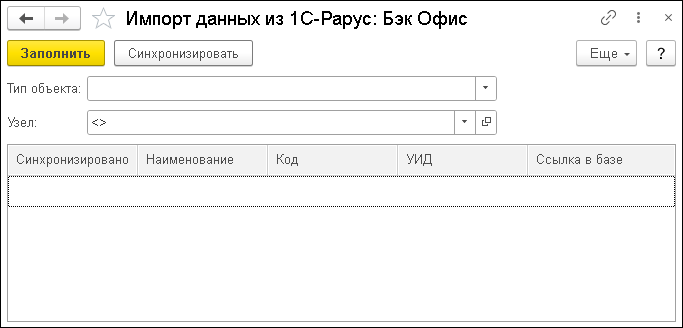 Импорт данных из 1С-Рарус: Бэк Офис
Заполнить Синхронизировать Еще ?
Тип объекта:
Узел: <>
Синхронизировано Наименование Код УИД Ссылка в базе